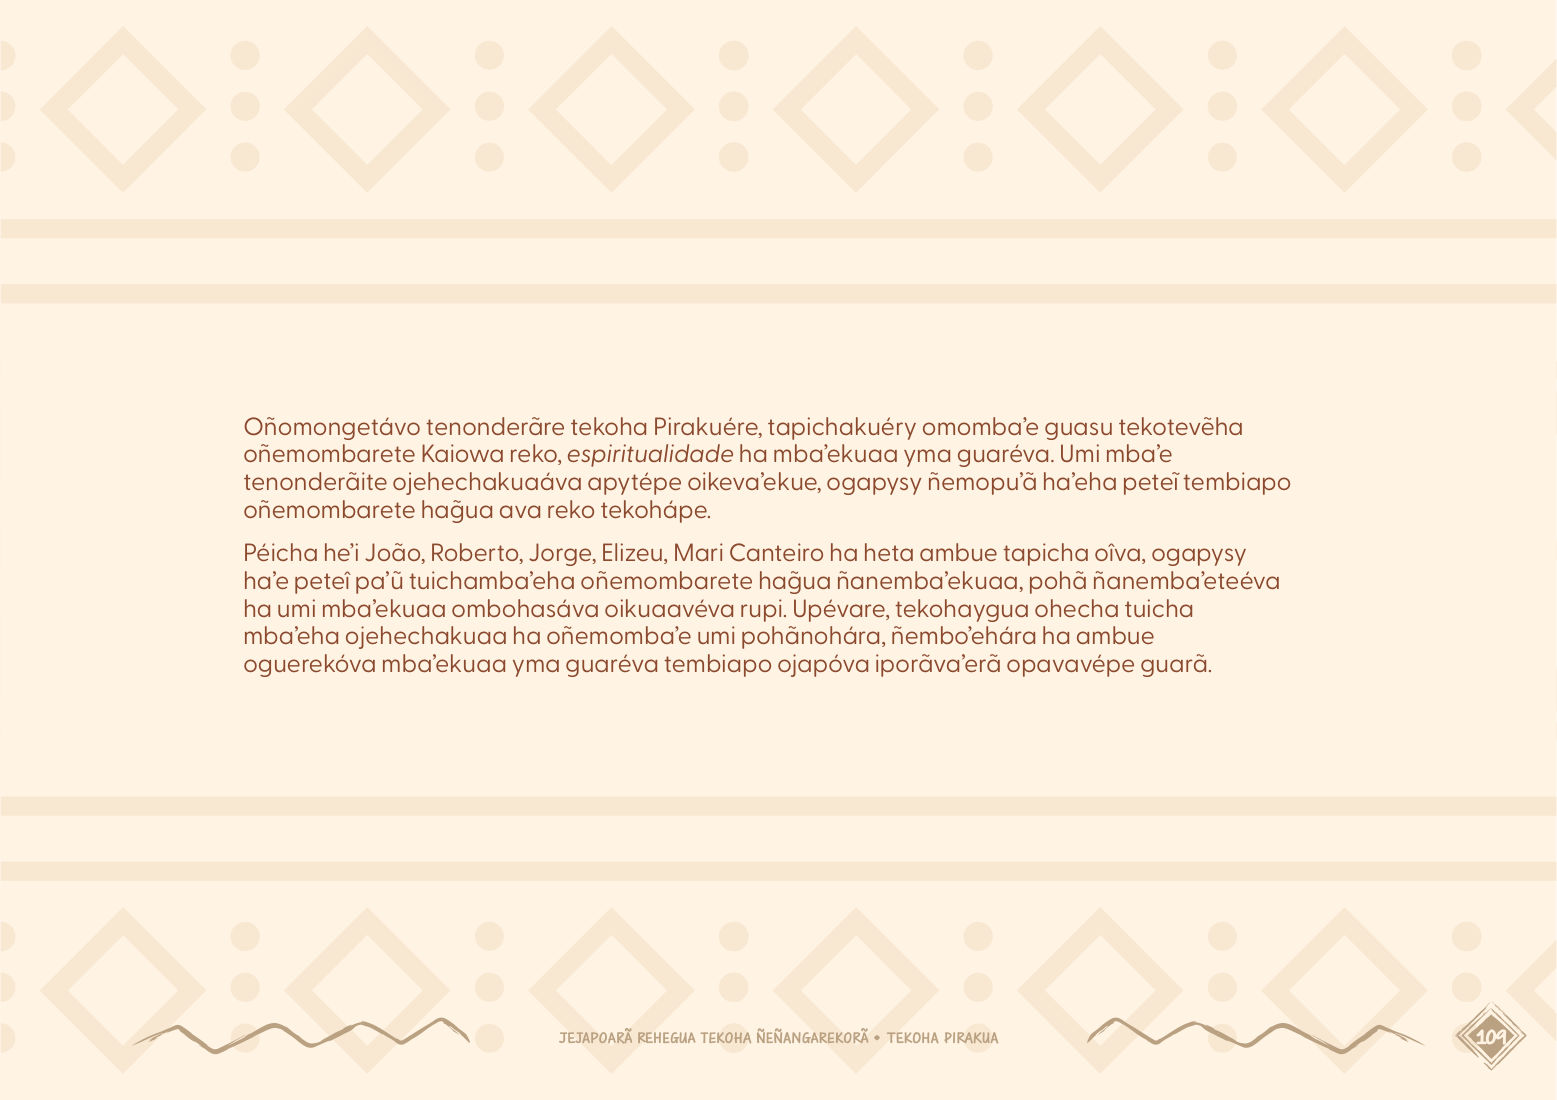 Oñomongetávo tenonderãre tekoha Pirakuére, tapichakuéry omomba’e guasu tekotevẽha
oñemombarete Kaiowa reko, espiritualidade ha mba’ekuaa yma guaréva. Umi mba’e
tenonderãite ojehechakuaáva apytépe oikeva’ekue, ogapysy ñemopu’ã ha’eha peteĩ tembiapo
oñemombarete hag̃ua ava reko tekohápe.
Péicha he’i João, Roberto, Jorge, Elizeu, Mari Canteiro ha heta ambue tapicha oîva, ogapysy
ha’e peteî pa’ũ tuichamba’eha oñemombarete hag̃ua ñanemba’ekuaa, pohã ñanemba’eteéva
ha umi mba’ekuaa ombohasáva oikuaavéva rupi. Upévare, tekohaygua ohecha tuicha
mba’eha ojehechakuaa ha oñemomba’e umi pohãnohára, ñembo’ehára ha ambue
oguerekóva mba’ekuaa yma guaréva tembiapo ojapóva iporãva’erã opavavépe guarã.
JEJAPOARÃ REHEGUA TEKOHA ÑEÑANGAREKORÃ • TEKOHA PIRAKUA
109